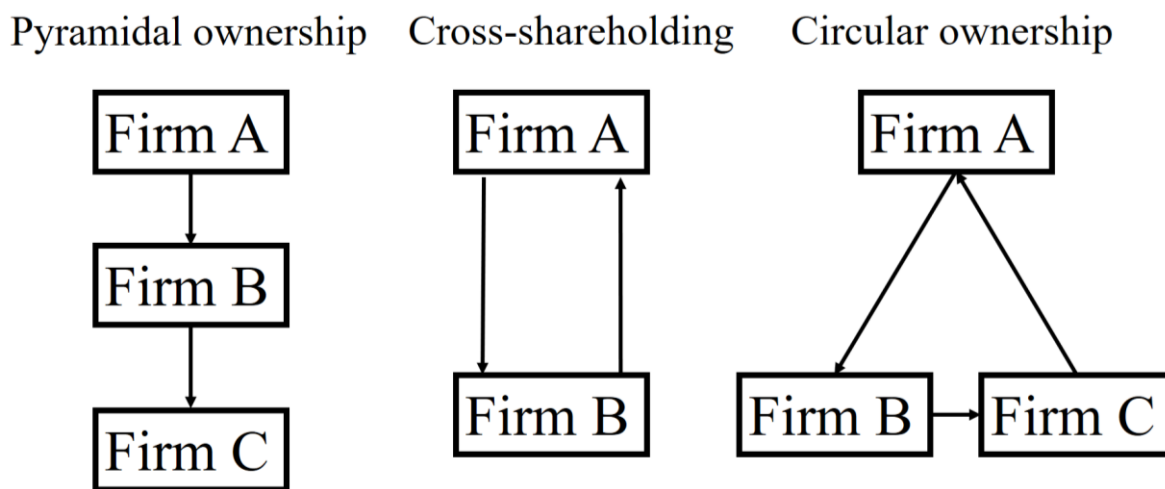 Pyramidal ownership
Firm A
Firm B
Firm C
Cross-shareholding
Firm A
Firm B
Circular ownership
Firm A
Firm B
Firm C